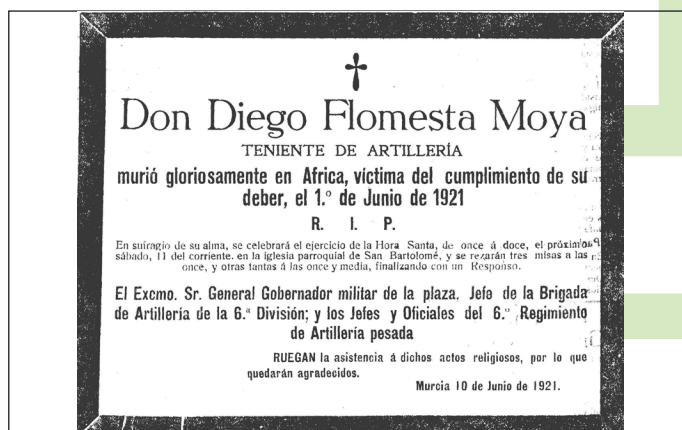 Don Diego Flomesta Moya
TENIENTE DE ARTILLERÍA
murió gloriosamente en Africa, víctima del cumplimiento de su
deber, el 1.º de Junio de 1921
R. I. P.
En sufragio de su alma, se celebrará el ejercicio de la Hora Santa, de once á doce, el próximo
sábado, 11 del corriente. en la iglesia parroquial de San Bartolomé, y se rezarán tres misas a las
once, y otras tantas á las once y media, finalizando con un Responso.
El Excmo. Sr. General Gobernador militar de la plaza, Jefe de la Brigada
de Artillería de la 6.ª División; y los Jefes y Oficiales del 6.º Regimiento
de Artillería pesada
RUEGAN la asistencia á dichos actos religiosos, por lo que
quedarán agradecidos.
Murcia 10 de Junio de 1921.